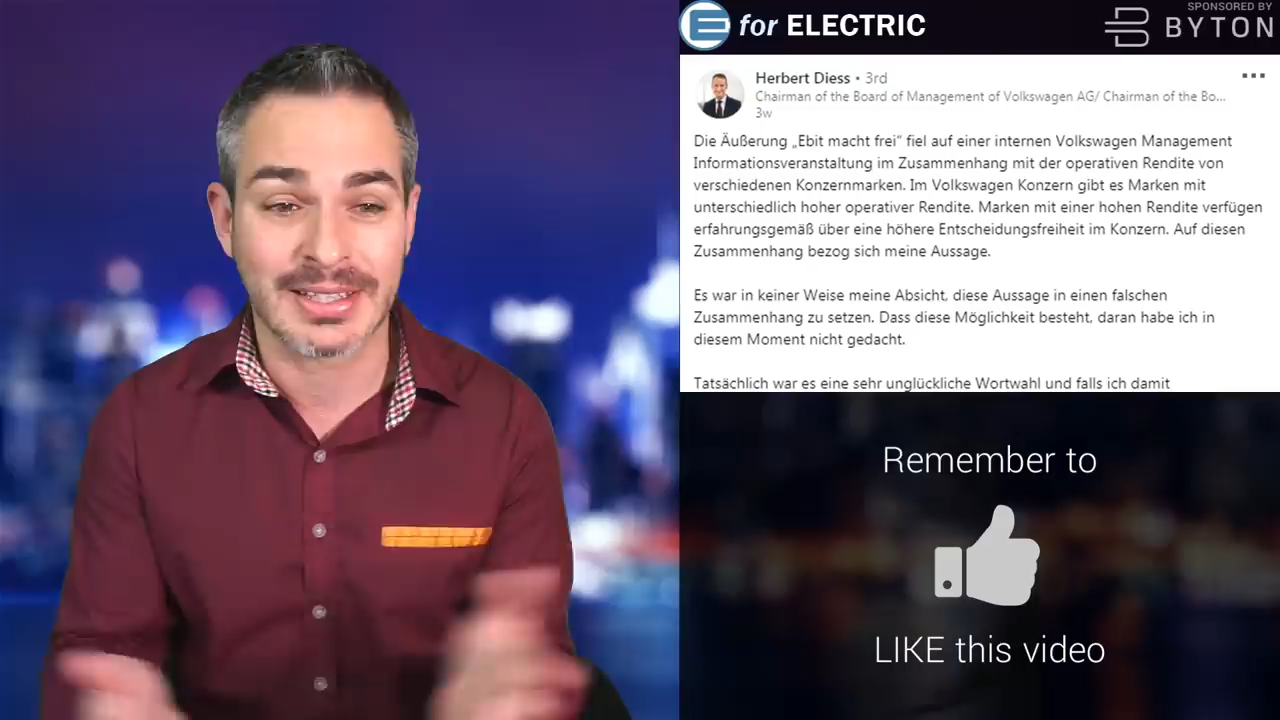 E for ELECTRIC
SPONSORED BY
BYTON
Herbert Diess • 3rd
Chairman of the Board of Management of Volkswagen AG/ Chairman of the Bo...
3w
Die Äußerung „Ebit macht frei“ fiel auf einer internen Volkswagen Management
Informationsveranstaltung im Zusammenhang mit der operativen Rendite von
verschiedenen Konzernmarken. Im Volkswagen Konzern gibt es Marken mit
unterschiedlich hoher operativer Rendite. Marken mit einer hohen Rendite verfügen
erfahrungsgemäß über eine höhere Entscheidungsfreiheit im Konzern. Auf diesen
Zusammenhang bezog sich meine Aussage.
Es war in keiner Weise meine Absicht, diese Aussage in einen falschen
Zusammenhang zu setzen. Dass diese Möglichkeit besteht, daran habe ich in
diesem Moment nicht gedacht.
Tatsächlich war es eine sehr unglückliche Wortwahl und falls ich damit
Remember to
LIKE this video